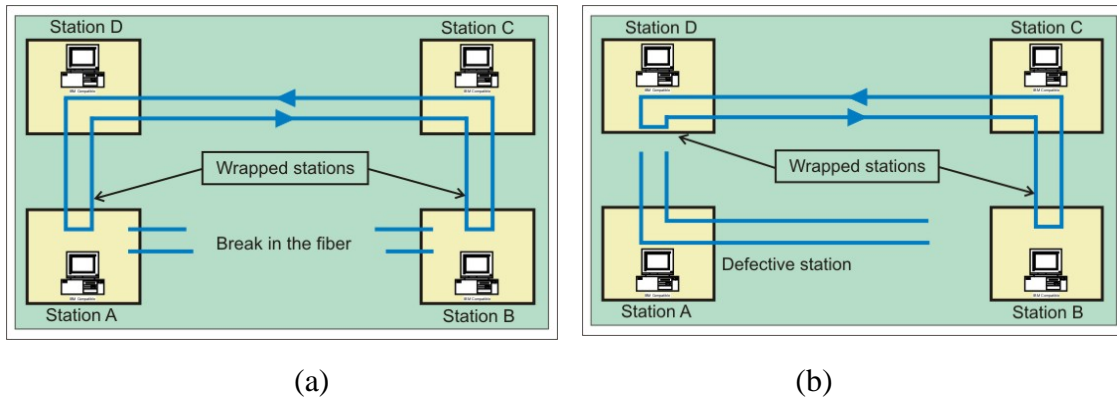 Station D
Station C
Wrapped stations
Break in the fiber
Station A
Station B
(a)
Station D
Station C
Wrapped stations
Defective station
Station A
Station B
(b)